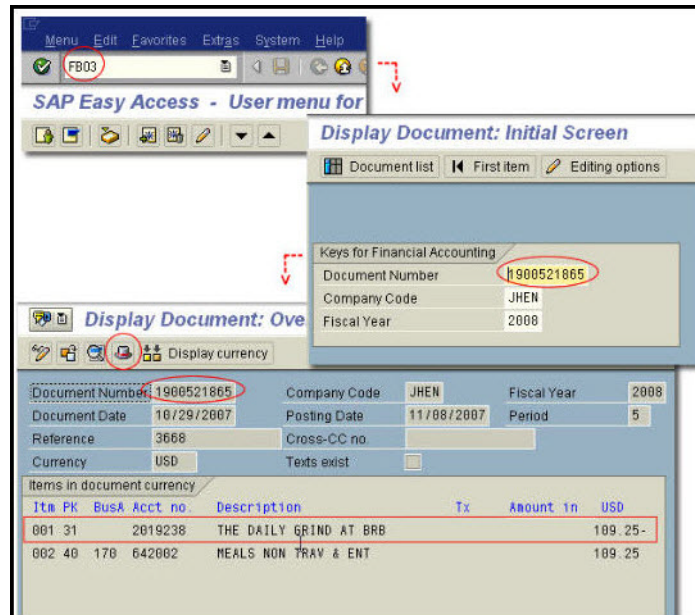 Menu Edit Favorites Extras System Help
FB03
SAP Easy Access - User menu for
Display Document: Initial Screen
Document list First item Editing options
Keys for Financial Accounting
Document Number 1900521865
Company Code JHEN
Fiscal Year 2008
Display Document: Ove
Display currency
Document Number 1900521865 Company Code JHEN Fiscal Year 2008
Document Date 10/29/2007 Posting Date 11/08/2007 Period 5
Reference 3668 Cross-CC no.
Currency USD Texts exist
Items in document currency
Itm PK BusA Acct no. Description Tx Amount in USD
001 31 2019238 THE DAILY GRIND AT BRB 109.25-
002 40 170 642002 MEALS NON TRAV & ENT 109.25